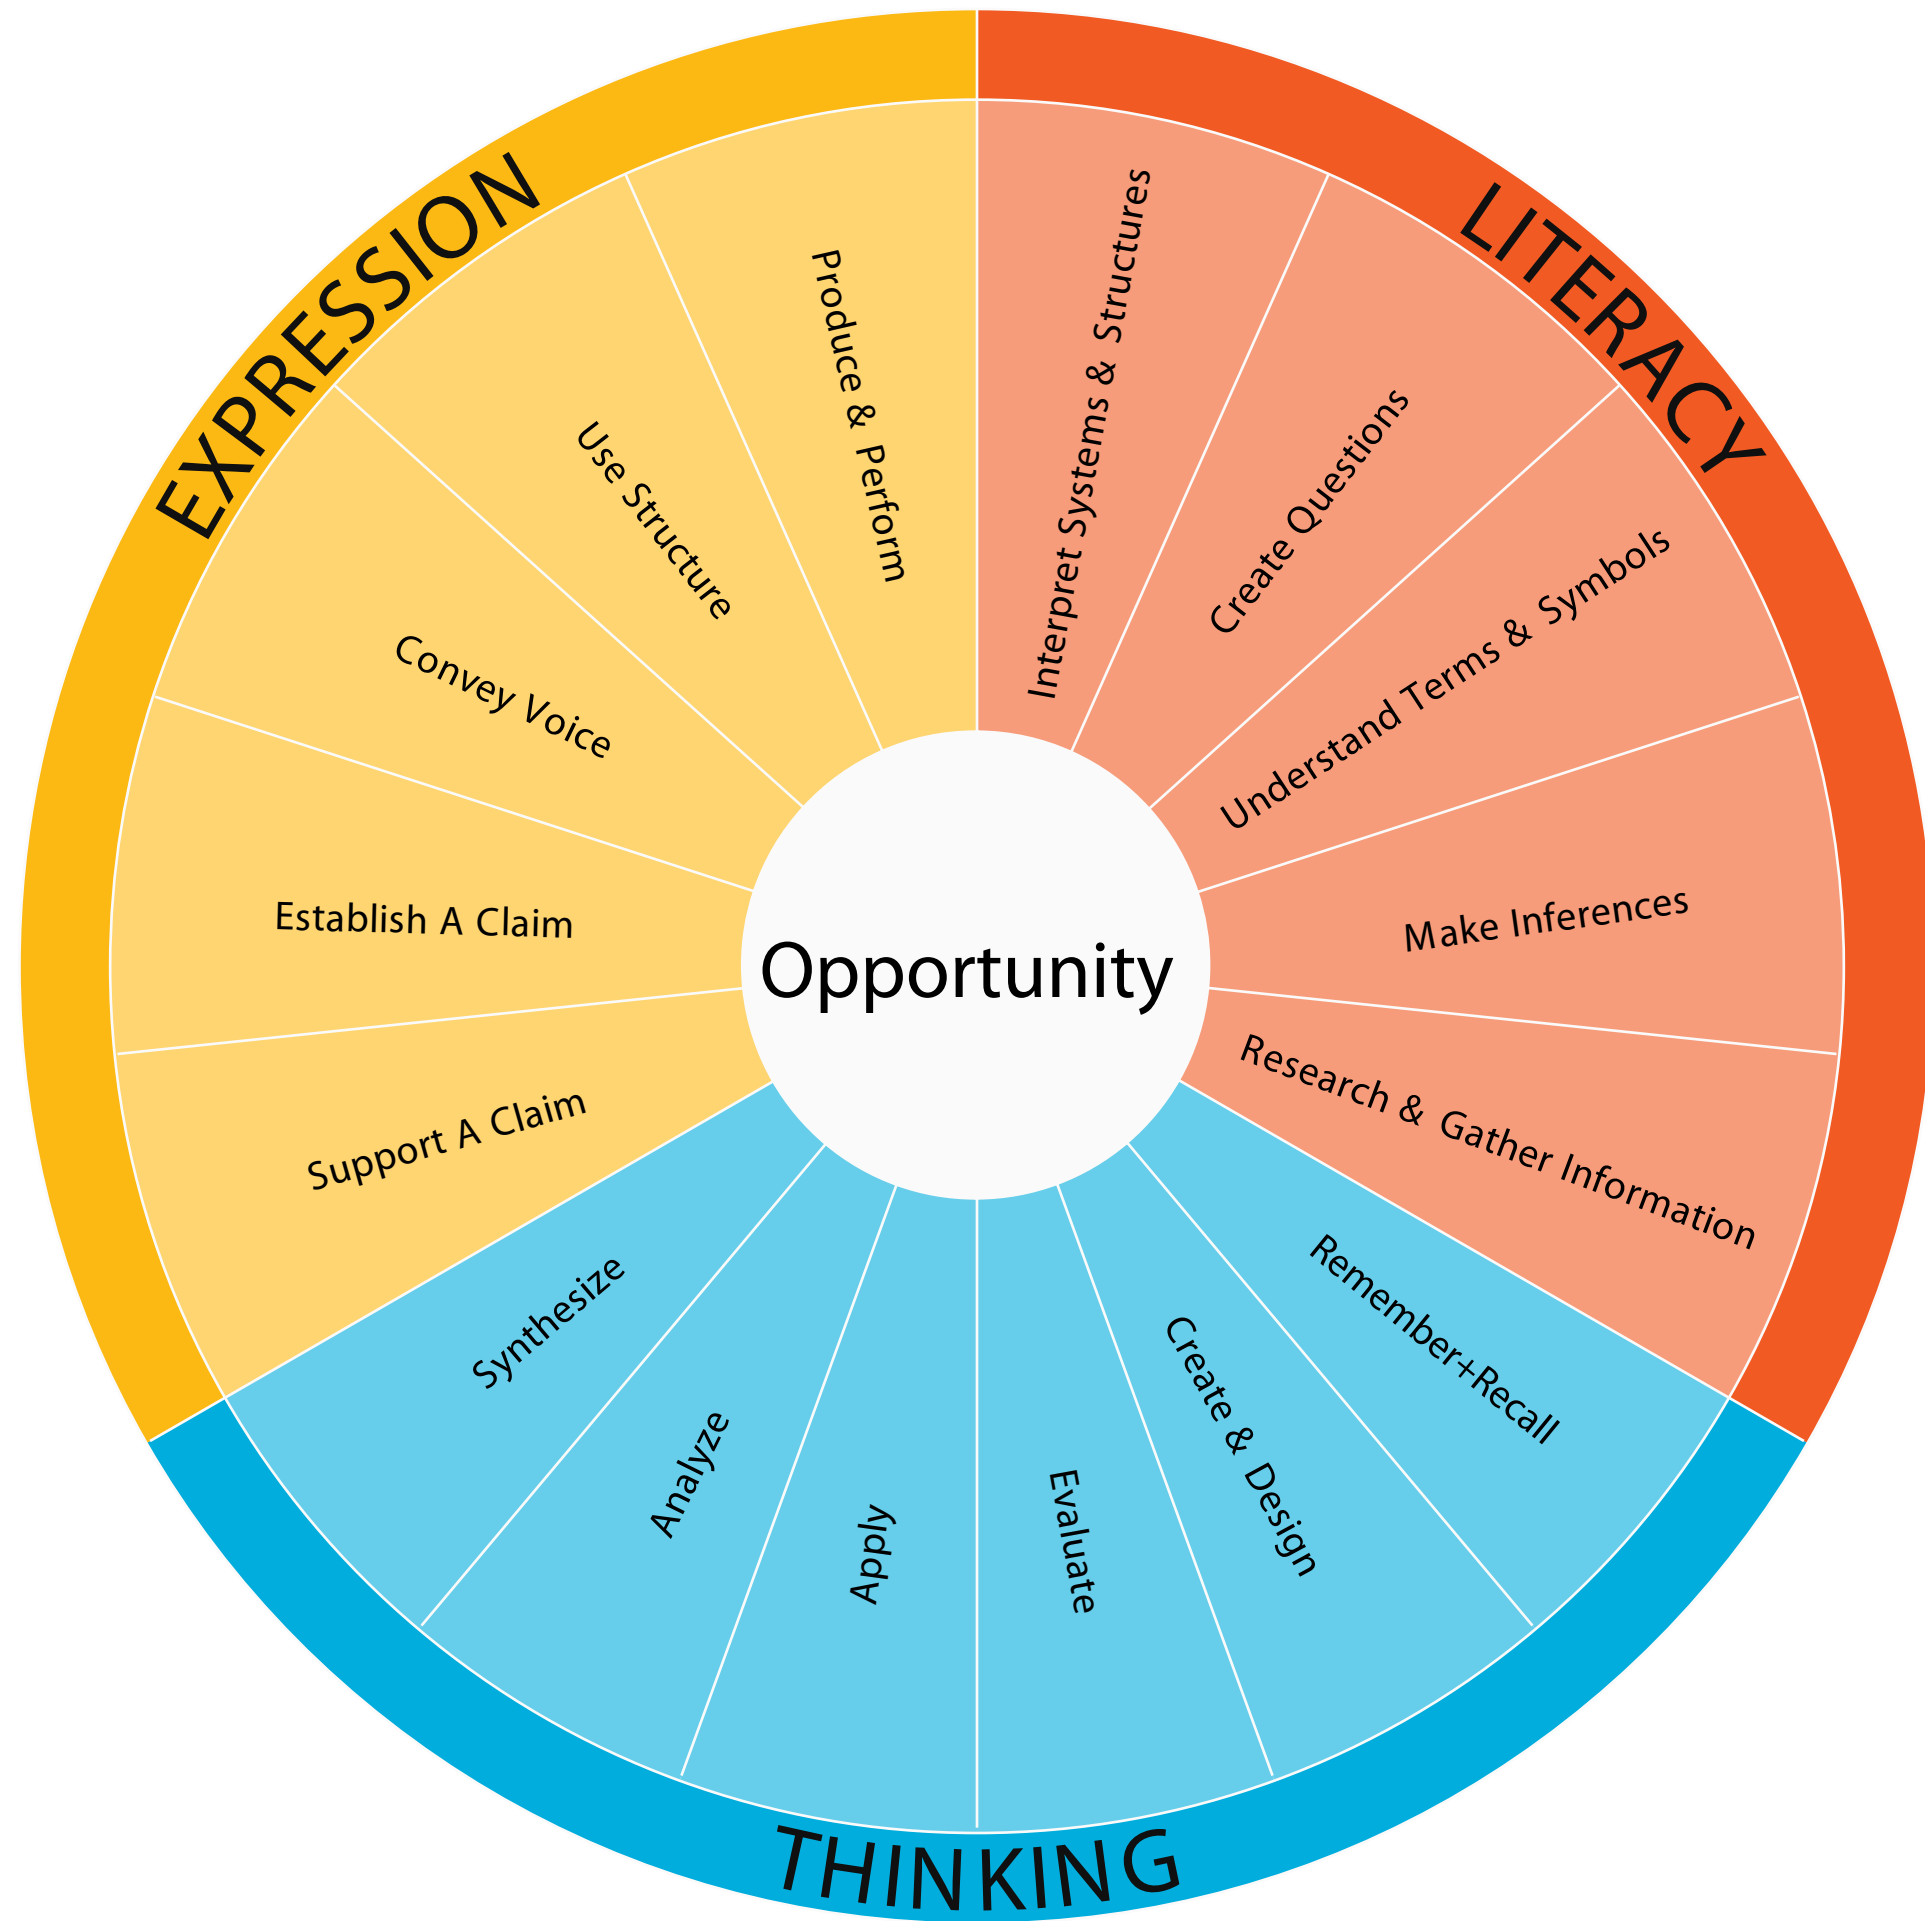 EXPRESSION
LITERACY
THINKING
Opportunity
Interpret Systems & Structures
Create Questions
Understand Terms & Symbols
Make Inferences
Research & Gather Information
Remember+Recall
Create & Design
Evaluate
Apply
Analyze
Synthesize
Support A Claim
Establish A Claim
Convey Voice
Use Structure
Produce & Perform